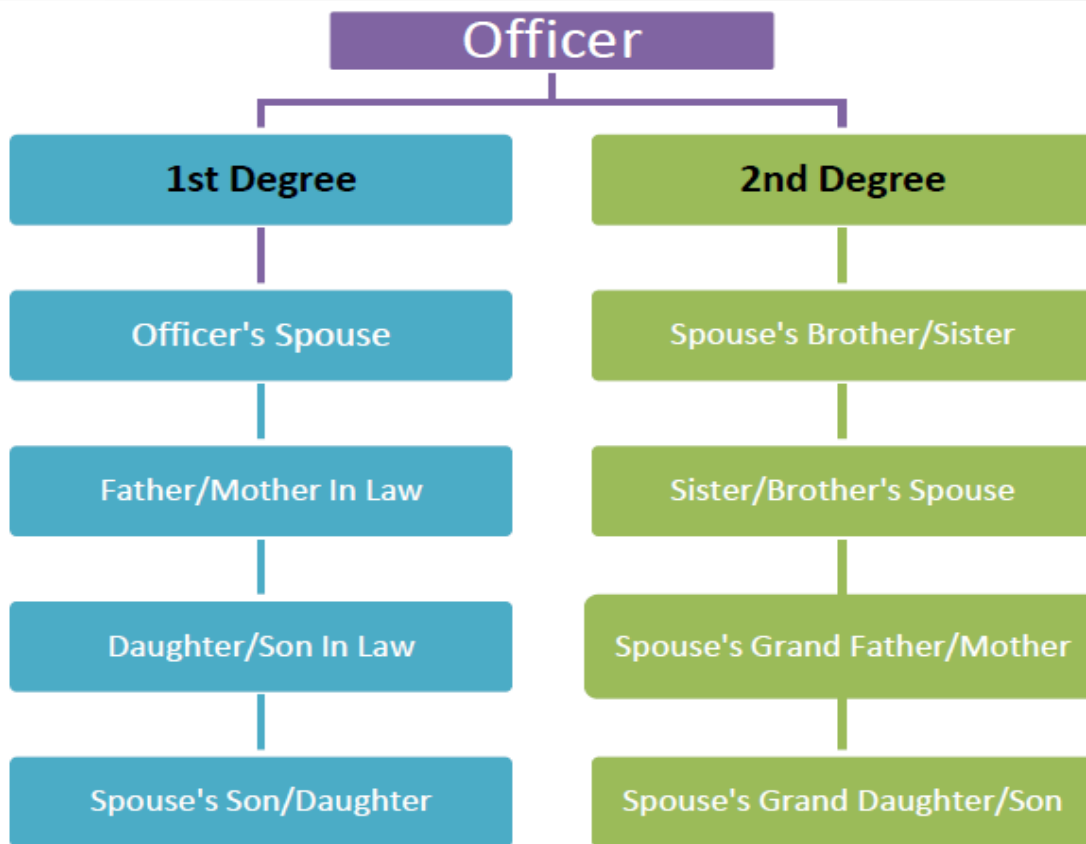 Officer
1st Degree
Officer's Spouse
Father/Mother In Law
Daughter/Son In Law
Spouse's Son/Daughter
2nd Degree
Spouse's Brother/Sister
Sister/Brother's Spouse
Spouse's Grand Father/Mother
Spouse's Grand Daughter/Son